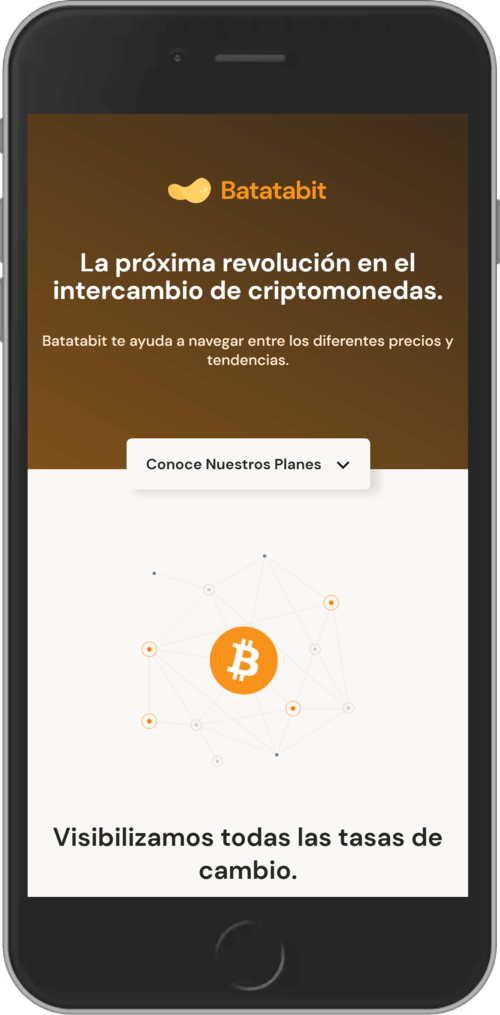 Batatabit
La próxima revolución en el
intercambio de criptomonedas.
Batatabit te ayuda a navegar entre los diferentes precios y
tendencias.
Conoce Nuestros Planes
Visibilizamos todas las tasas de
cambio.